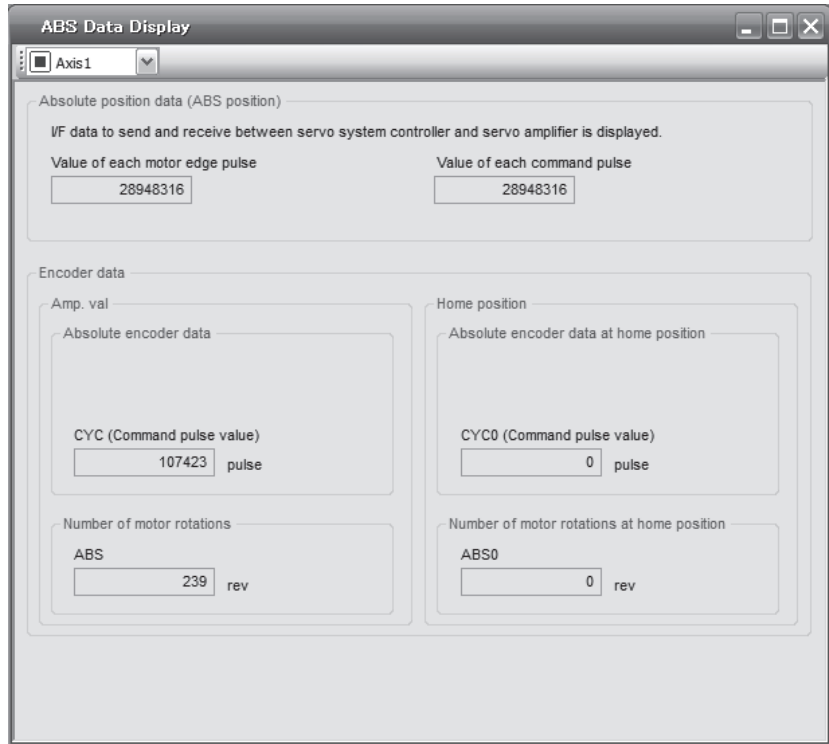 ABS Data Display
Axis1
Absolute position data (ABS position)
I/F data to send and receive between servo system controller and servo amplifier is displayed.
Value of each motor edge pulse
Value of each command pulse
28948316
28948316
Encoder data
Amp. val
Home position
Absolute encoder data
Absolute encoder data at home position
CYC (Command pulse value)
CYC0 (Command pulse value)
107423 pulse
0 pulse
Number of motor rotations
Number of motor rotations at home position
ABS
ABS0
239 rev
0 rev